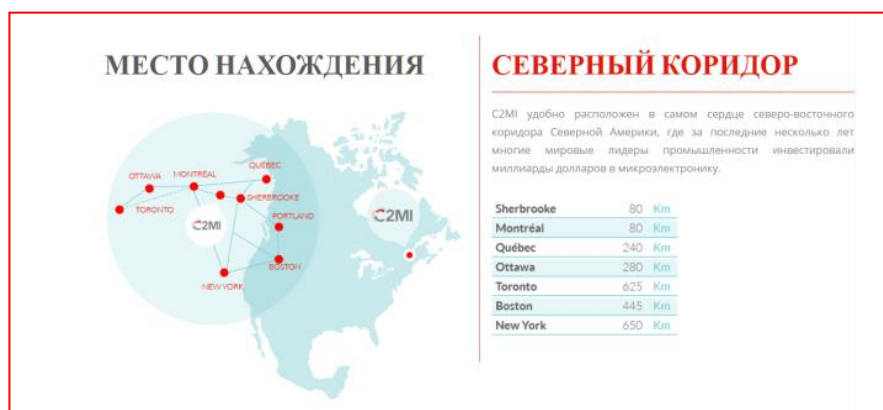 МЕСТО НАХОЖДЕНИЯ
QUÉBEC
OTTAWA
MONTRÉAL
SHERBROOKE
TORONTO
PORTLAND
C2MI
BOSTON
NEW YORK
C2MI
СЕВЕРНЫЙ КОРИДОР
C2MI удобно расположен в самом сердце северо-восточного
коридора Северной Америки, где за последние несколько лет
многие мировые лидеры промышленности инвестировали
миллиарды долларов в микроэлектронику.
Sherbrooke 80 Km
Montréal 80 Km
Québec 240 Km
Ottawa 280 Km
Toronto 625 Km
Boston 445 Km
New York 650 Km